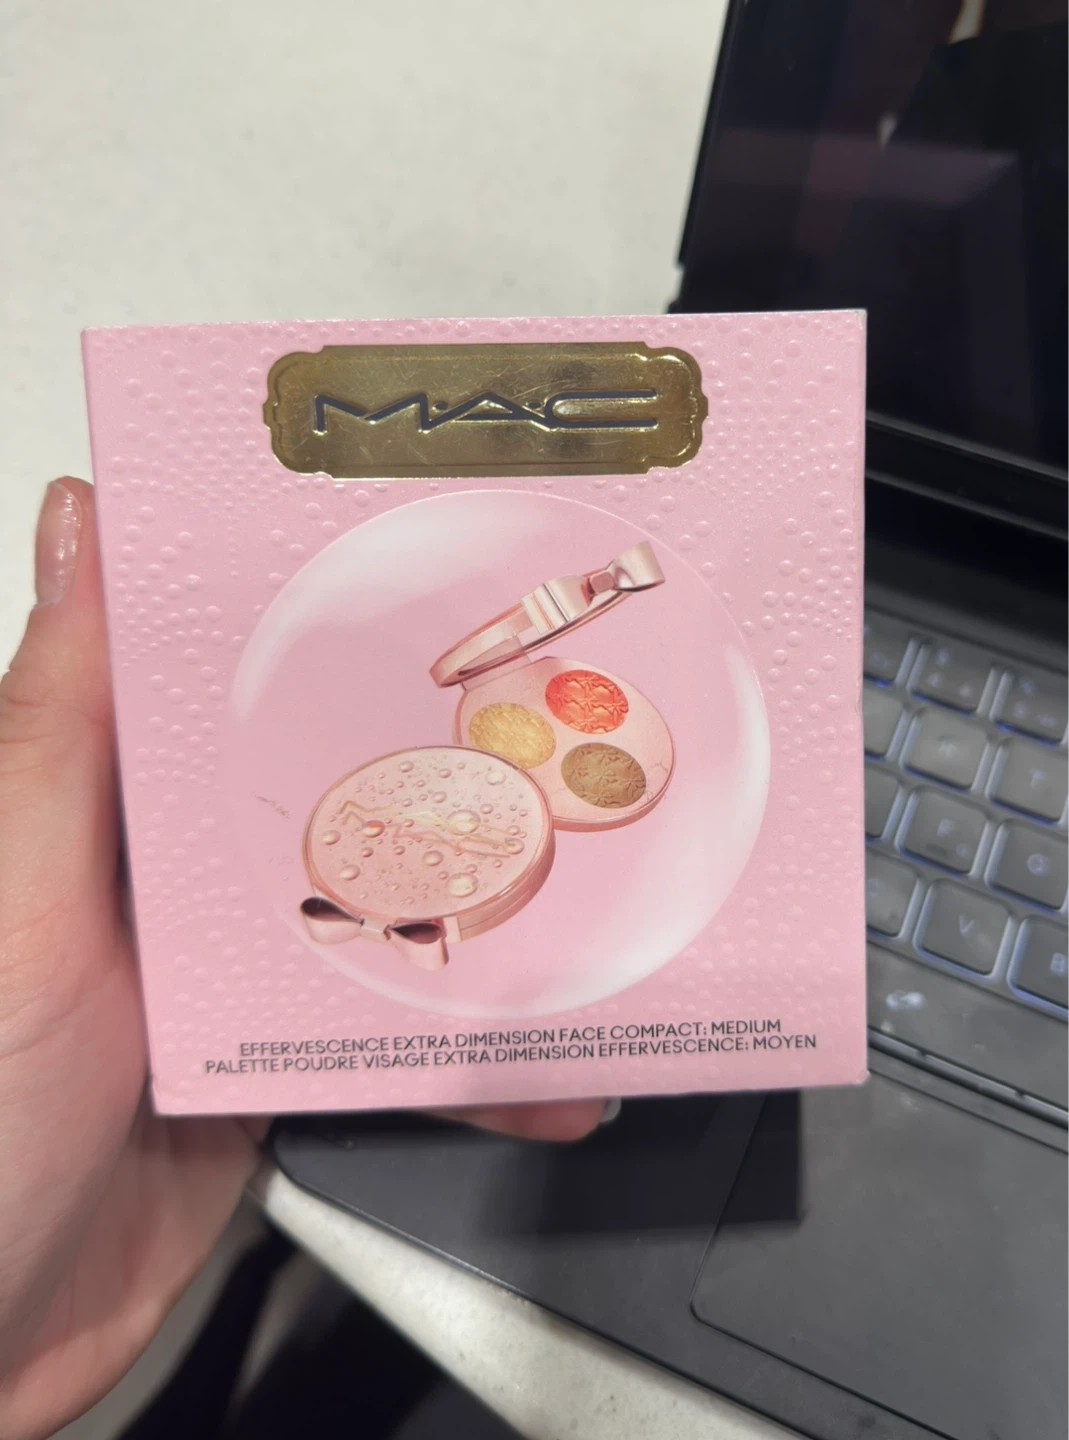 M·A·C
EFFERVESCENCE EXTRA DIMENSION FACE COMPACT: MEDIUM
PALETTE POUDRE VISAGE EXTRA DIMENSION EFFERVESCENCE: MOYEN
T
F
G
V
B